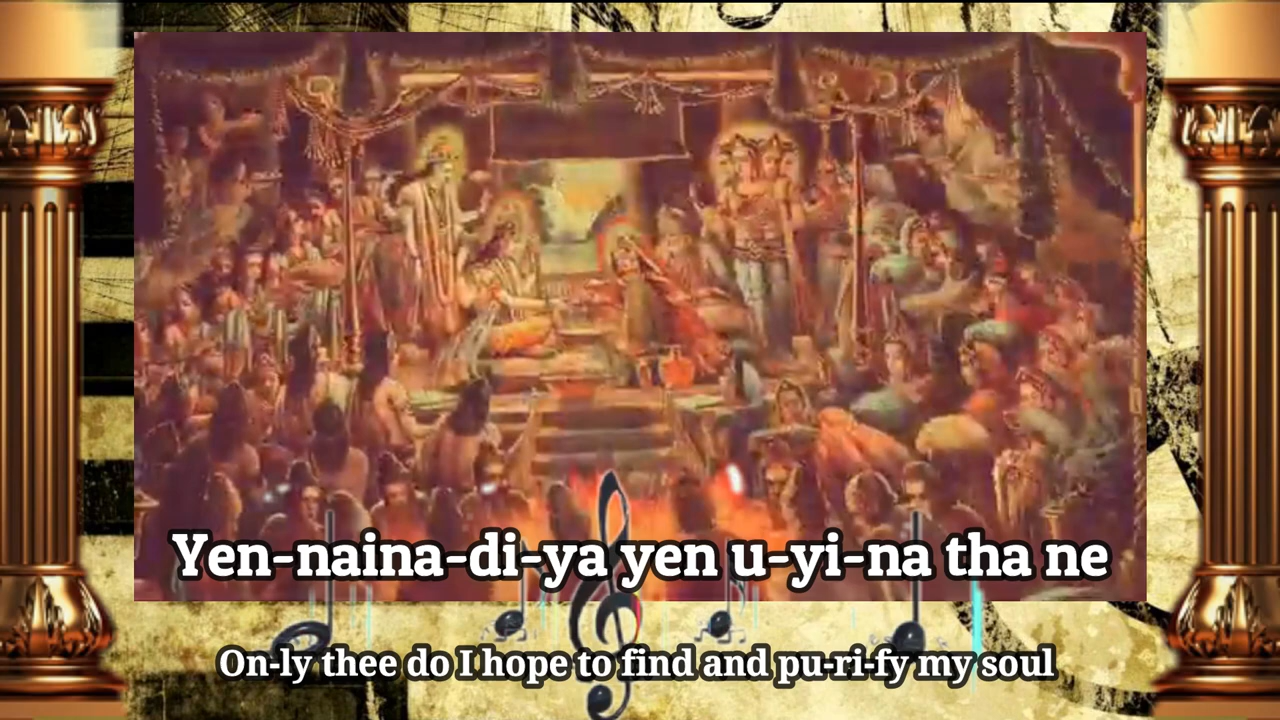 Yen-naina-di-ya yen u-yi-na tha ne
On-ly thee do I hope to find and pu-ri-fy my soul